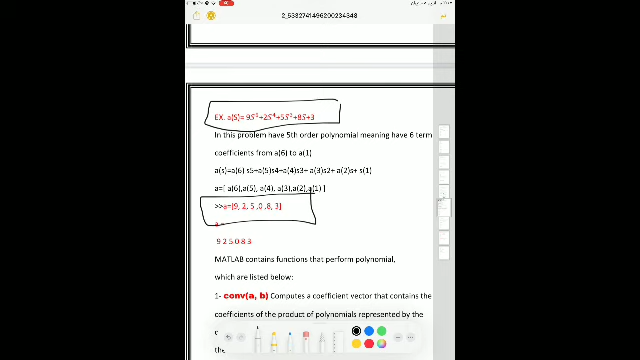 2_5382741496200234348
EX. a(S)= 9S⁵+2S⁴+5S³+8S+3
In this problem have 5th order polynomial meaning have 6 term
coefficients from a(6) to a(1)
a(s)=a(6) s5+a(5)s4+a(4)s3+ a(3)s2+ a(2)s+ s(1)
a=[ a(6),a(5), a(4), a(3),a(2),a(1) ]
>>a=[9, 2, 5 ,0 ,8, 3]
a =
9 2 5 0 8 3
MATLAB contains functions that perform polynomial,
which are listed below:
1- conv(a, b) Computes a coefficient vector that contains the
coefficients of the product of polynomials represented by the
the